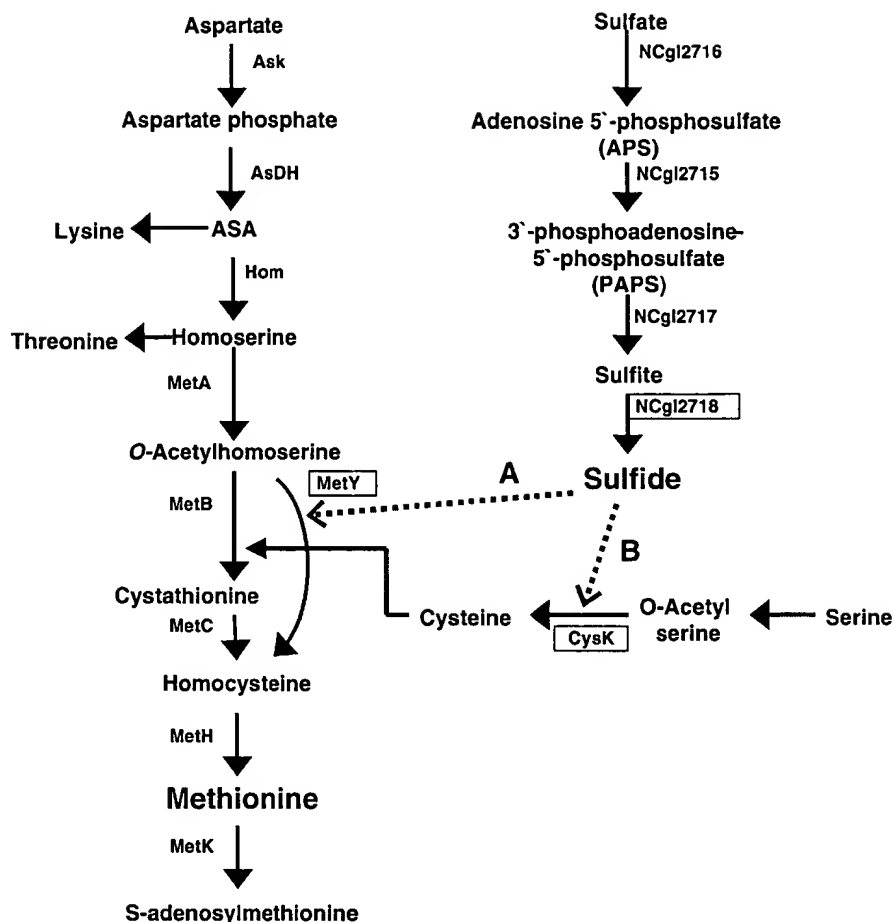 Aspartate
Ask
Aspartate phosphate
AsDH
Lysine
ASA
Hom
Threonine
Homoserine
MetA
O-Acetylhomoserine
MetB
MetY
Cystathionine
MetC
Homocysteine
MetH
Methionine
MetK
S-adenosylmethionine
Sulfate
NCgl2716
Adenosine 5`-phosphosulfate
(APS)
NCgl2715
3`-phosphoadenosine-
5`-phosphosulfate
(PAPS)
NCgl2717
Sulfite
NCgl2718
Sulfide
A
B
Cysteine
CysK
O-Acetyl
serine
Serine